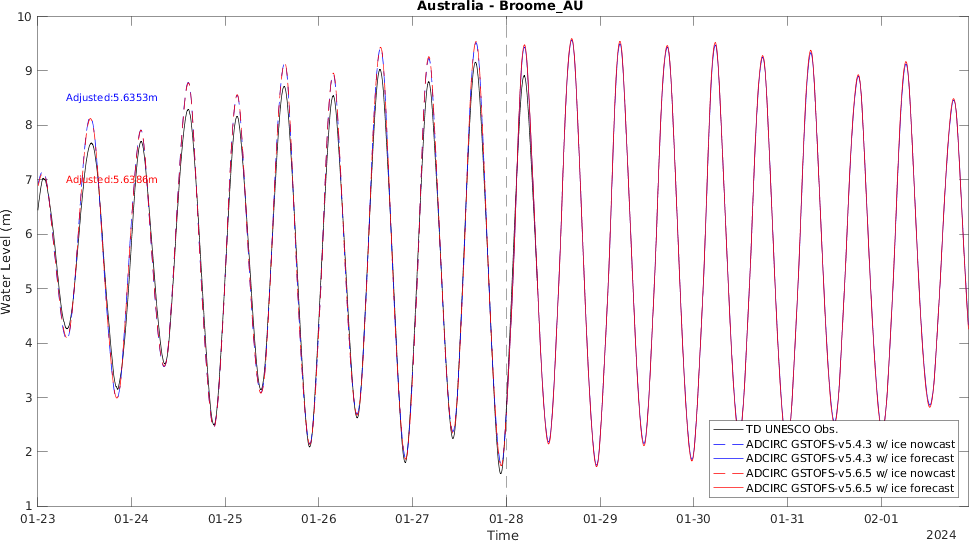 Australia - Broome_AU
10
9
8
7
6
5
4
3
2
1
Water Level (m)
Adjusted:5.6353m
Adjusted:5.6386m
TD UNESCO Obs.
ADCIRC GSTOFS-v5.4.3 w/ ice nowcast
ADCIRC GSTOFS-v5.4.3 w/ ice forecast
ADCIRC GSTOFS-v5.6.5 w/ ice nowcast
ADCIRC GSTOFS-v5.6.5 w/ ice forecast
01-23 01-24 01-25 01-26 01-27 01-28 01-29 01-30 01-31 02-01
Time
2024